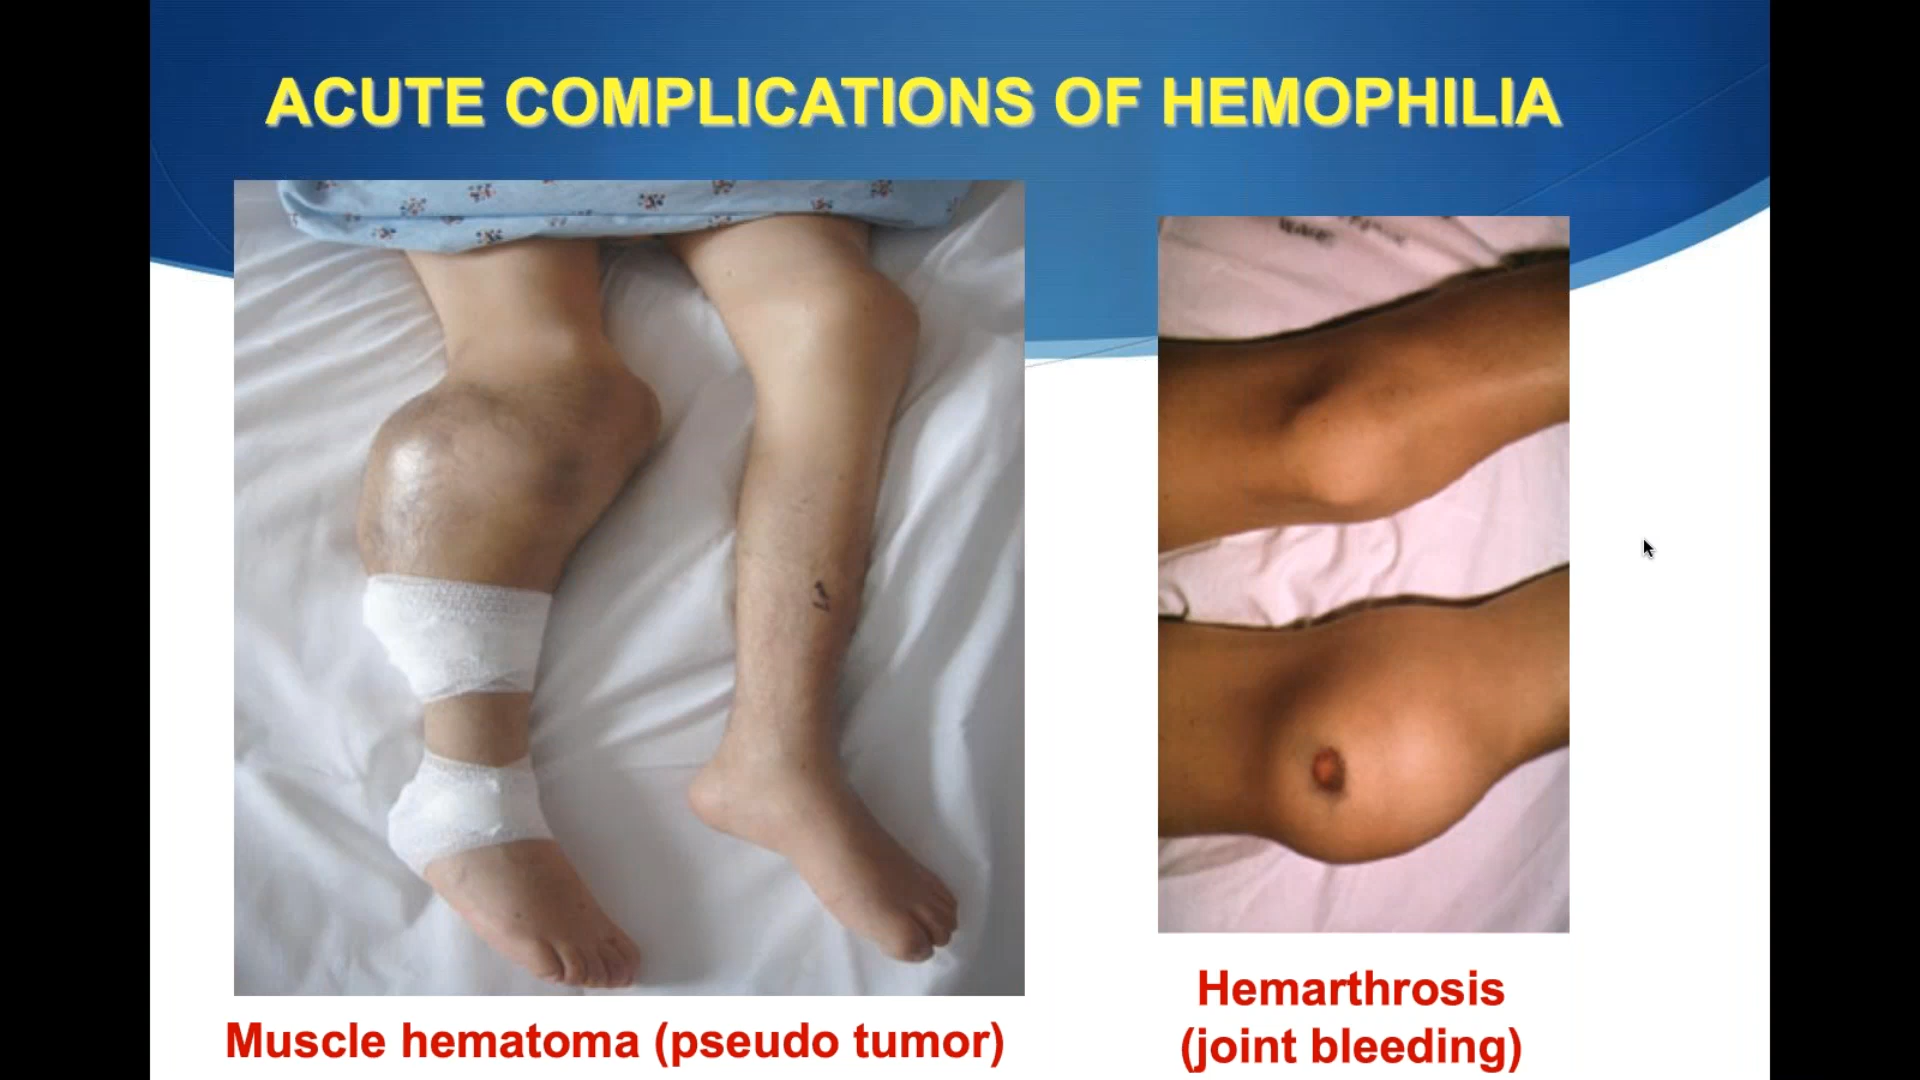 ACUTE COMPLICATIONS OF HEMOPHILIA
Muscle hematoma (pseudo tumor)
Hemarthrosis
(joint bleeding)